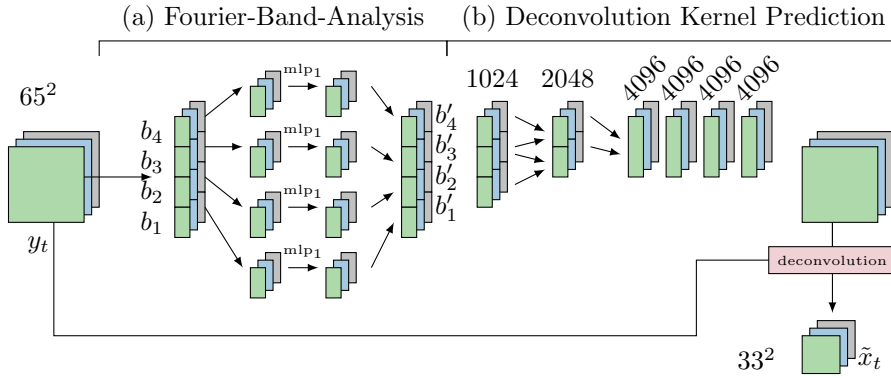 (a) Fourier-Band-Analysis
(b) Deconvolution Kernel Prediction
65²
1024
2048
4096
4096
4096
4096
mlp₁
mlp₁
mlp₁
mlp₁
b₄
b₃
b₂
b₁
b′₄
b′₃
b′₂
b′₁
yₜ
deconvolution
33²
x̃ₜ